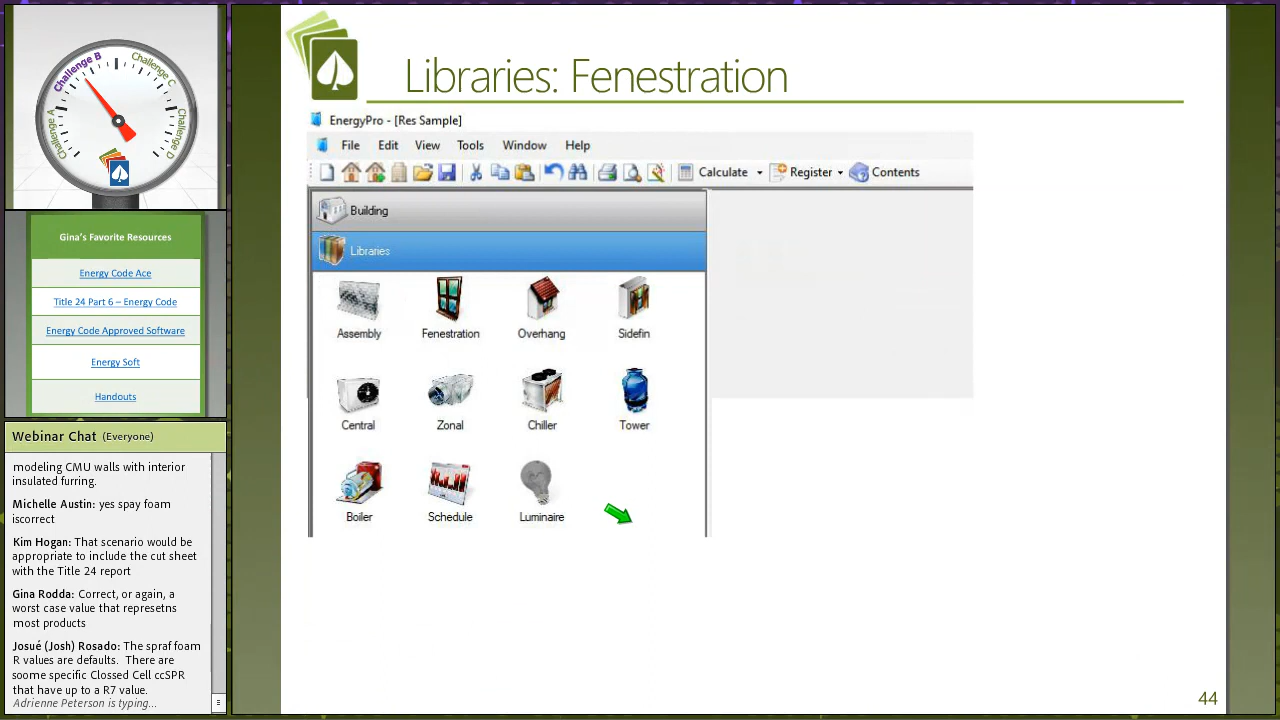 Challenge A
Challenge B
Challenge C
Challenge D
Gina's Favorite Resources
Energy Code Ace
Title 24 Part 6 – Energy Code
Energy Code Approved Software
Energy Soft
Handouts
Webinar Chat (Everyone)
modeling CMU walls with interior
insulated furring.
Michelle Austin: yes spay foam
iscorrect
Kim Hogan: That scenario would be
appropriate to include the cut sheet
with the Title 24 report
Gina Rodda: Correct, or again, a
worst case value that represetns
most products
Josué (Josh) Rosado: The spraf foam
R values are defaults. There are
soome specific Clossed Cell ccSPR
that have up to a R7 value.
Adrienne Peterson is typing...
Libraries: Fenestration
EnergyPro - [Res Sample]
File Edit View Tools Window Help
Calculate Register Contents
Building
Libraries
Assembly Fenestration Overhang Sidefin
Central Zonal Chiller Tower
Boiler Schedule Luminaire
44